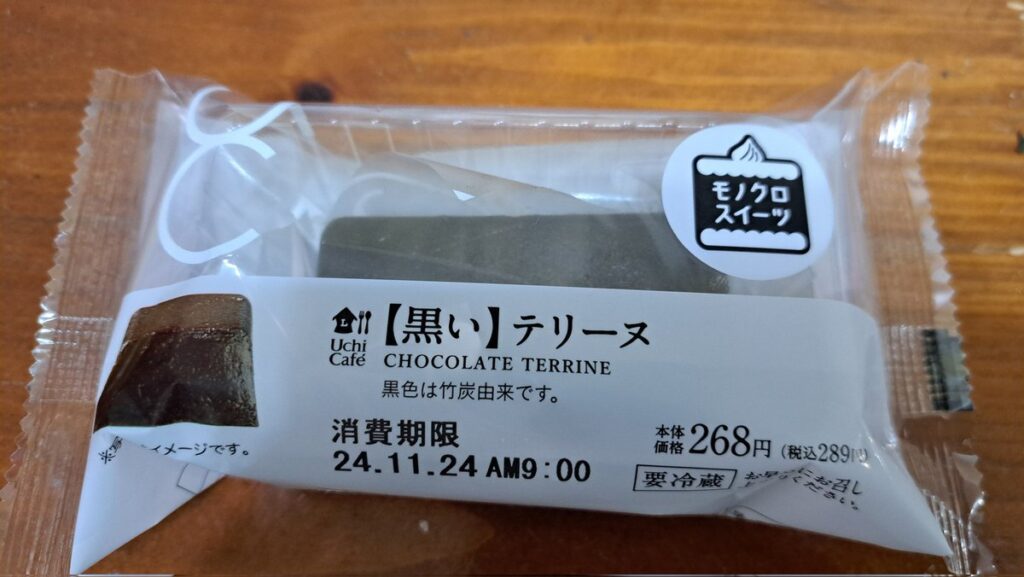 モノクロ
スイーツ
Uchi
Café
【黒い】テリーヌ
CHOCOLATE TERRINE
黒色は竹炭由来です。
イメージです。
消費期限
24.11.24 AM9:00
本体
価格 268円 (税込289円)
要冷蔵